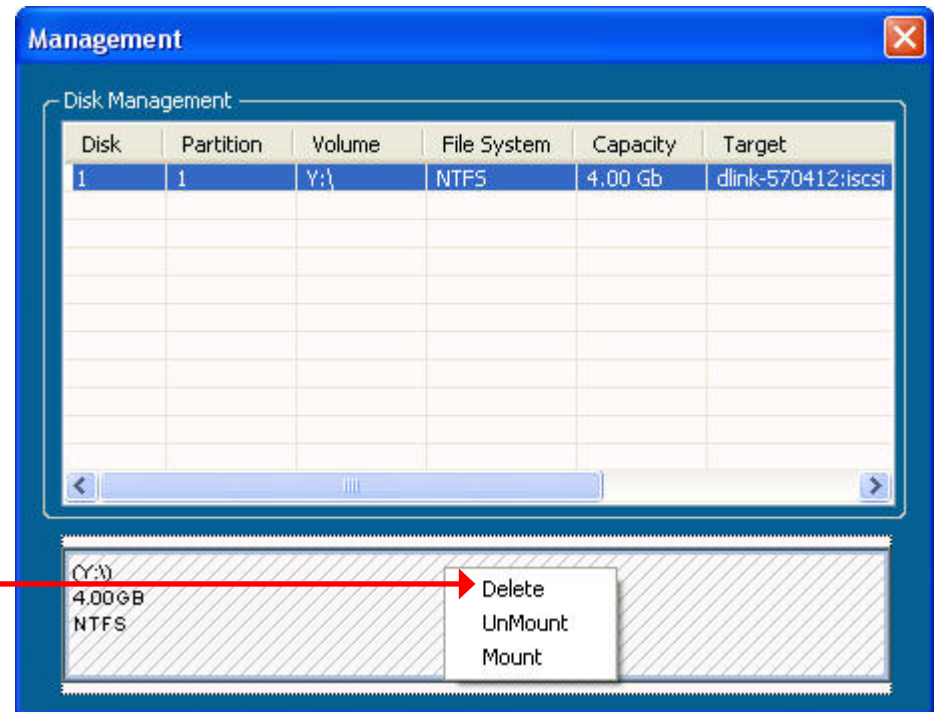 Management
Disk Management
Disk Partition Volume File System Capacity Target
1 1 Y:\ NTFS 4.00 Gb dlink-570412:iscsi
(Y:\)
4.00GB
NTFS
Delete
UnMount
Mount